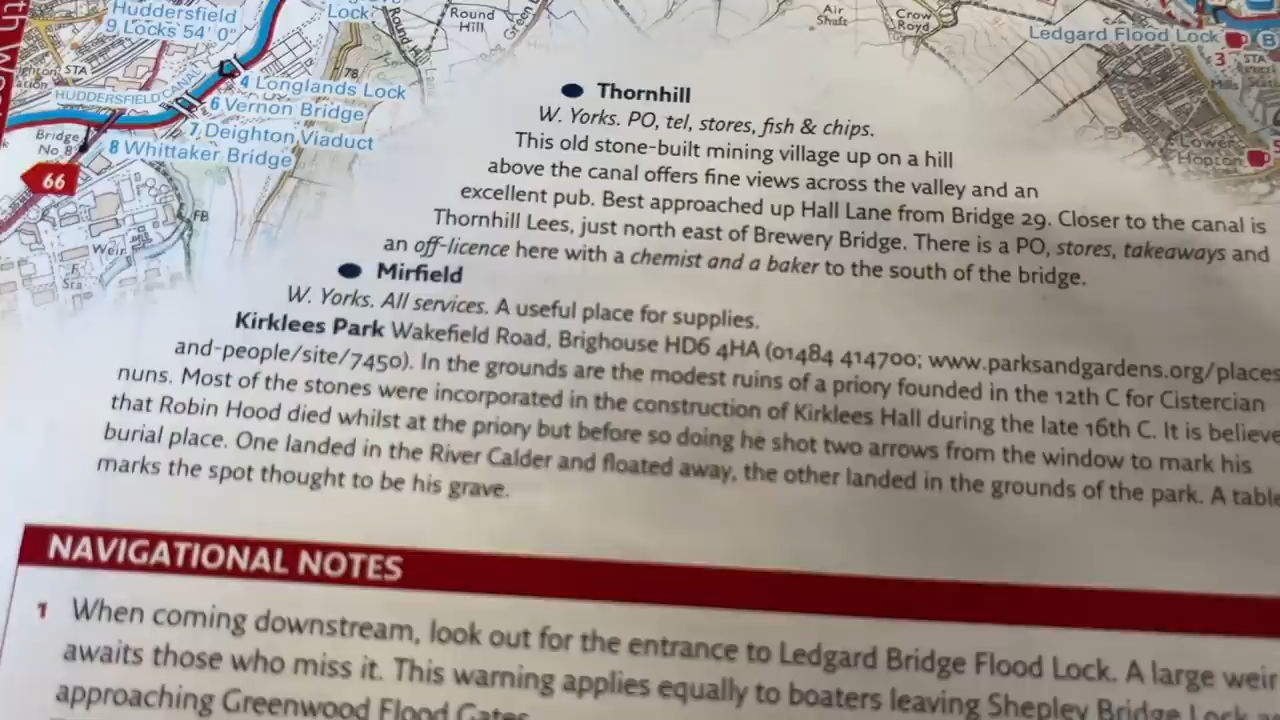 Huddersfield
9 Locks 54' 0"
Lock
Round
Hill
Air
Shaft
Crow
Royd
Ledgard Flood Lock
B
3
STA
STA
HUDDERSFIELD CANAL
78
4 Longlands Lock
6 Vernon Bridge
7 Deighton Viaduct
8 Whittaker Bridge
Bridge
No 8
66
FB
Weir
Lower
Hopton
Thornhill
W. Yorks. PO, tel, stores, fish & chips.
This old stone-built mining village up on a hill
above the canal offers fine views across the valley and an
excellent pub. Best approached up Hall Lane from Bridge 29. Closer to the canal is
Thornhill Lees, just north east of Brewery Bridge. There is a PO, stores, takeaways and
an off-licence here with a chemist and a baker to the south of the bridge.
Mirfield
W. Yorks. All services. A useful place for supplies.
Kirklees Park Wakefield Road, Brighouse HD6 4HA (01484 414700; www.parksandgardens.org/places
and-people/site/7450). In the grounds are the modest ruins of a priory founded in the 12th C for Cistercian
nuns. Most of the stones were incorporated in the construction of Kirklees Hall during the late 16th C. It is believe
that Robin Hood died whilst at the priory but before so doing he shot two arrows from the window to mark his
burial place. One landed in the River Calder and floated away, the other landed in the grounds of the park. A table
marks the spot thought to be his grave.
NAVIGATIONAL NOTES
1 When coming downstream, look out for the entrance to Ledgard Bridge Flood Lock. A large weir
awaits those who miss it. This warning applies equally to boaters leaving Shepley Bridge Lock
approaching Greenwood Flood Gates